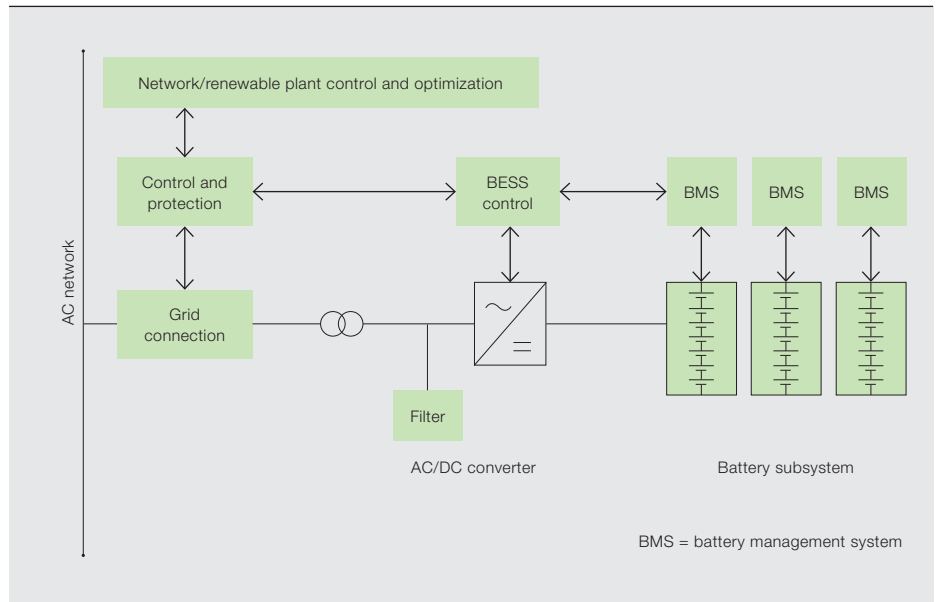 Network/renewable plant control and optimization
Control and
protection
BESS
control
BMS
BMS
BMS
AC network
Grid
connection
Filter
AC/DC converter
Battery subsystem
BMS = battery management system